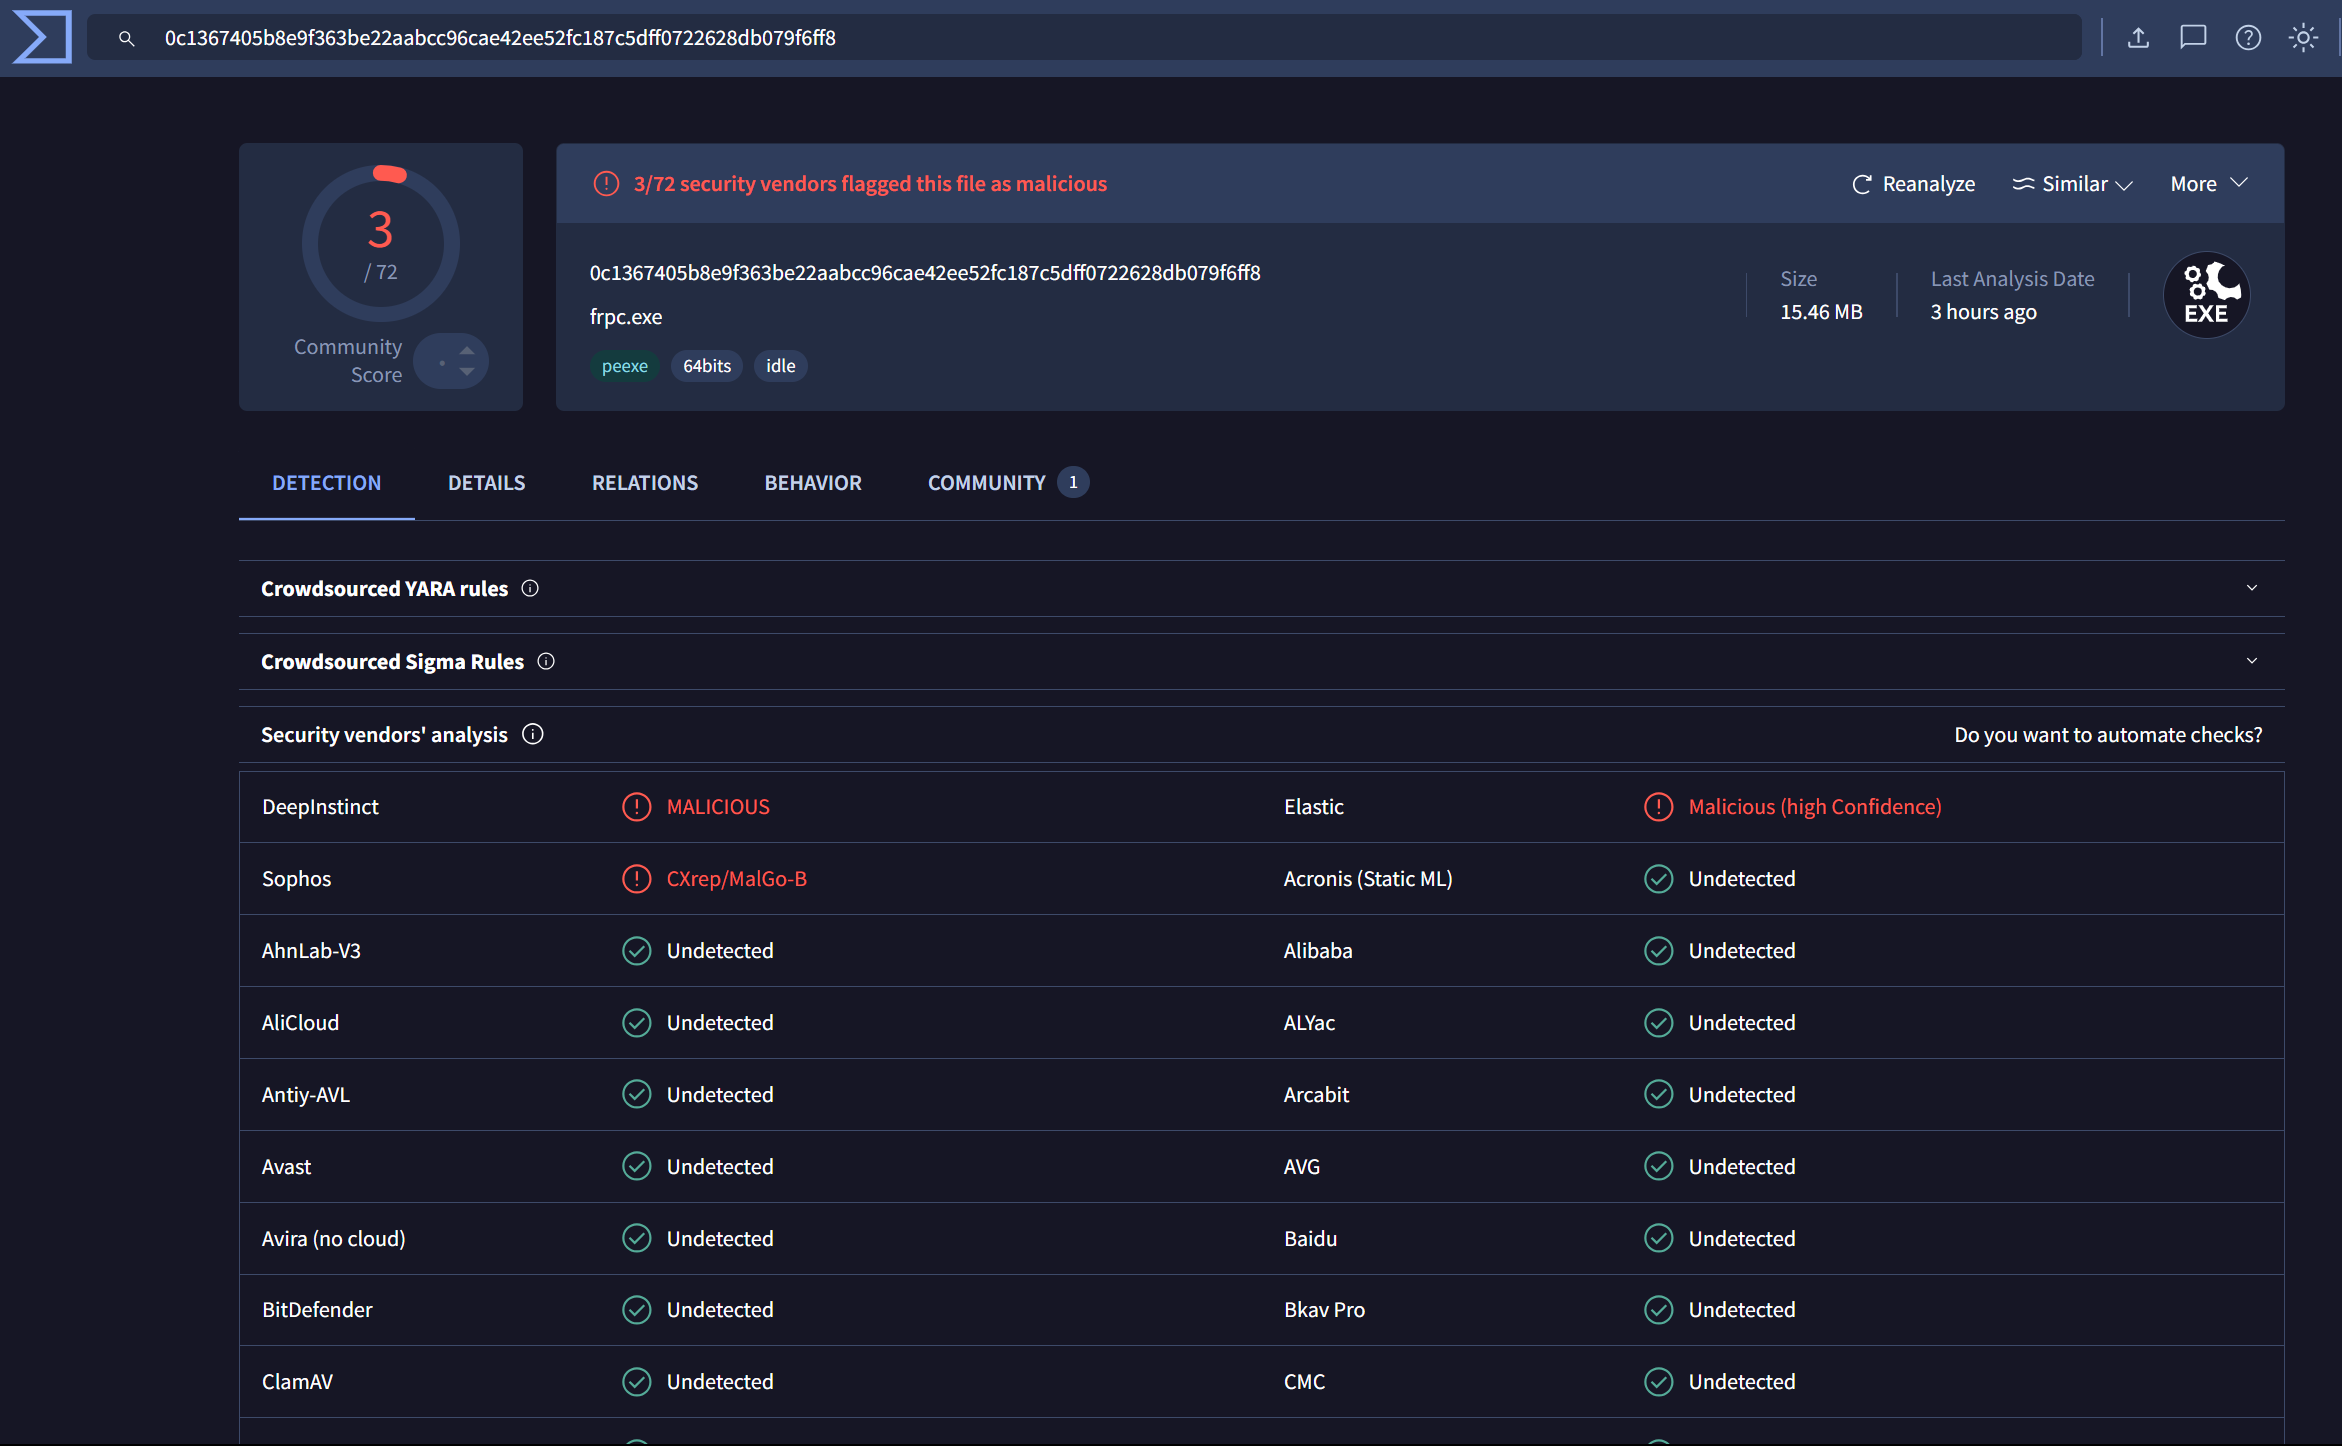 0c1367405b8e9f363be22aabcc96cae42ee52fc187c5dff0722628db079f6ff8
3
/ 72
Community
Score
3/72 security vendors flagged this file as malicious
Reanalyze
Similar
More
0c1367405b8e9f363be22aabcc96cae42ee52fc187c5dff0722628db079f6ff8
frpc.exe
peexe
64bits
idle
Size
15.46 MB
Last Analysis Date
3 hours ago
EXE
DETECTION
DETAILS
RELATIONS
BEHAVIOR
COMMUNITY 1
Crowdsourced YARA rules
Crowdsourced Sigma Rules
Security vendors' analysis
Do you want to automate checks?
DeepInstinct MALICIOUS Elastic Malicious (high Confidence)
Sophos CXrep/MalGo-B Acronis (Static ML) Undetected
AhnLab-V3 Undetected Alibaba Undetected
AliCloud Undetected ALYac Undetected
Antiy-AVL Undetected Arcabit Undetected
Avast Undetected AVG Undetected
Avira (no cloud) Undetected Baidu Undetected
BitDefender Undetected Bkav Pro Undetected
ClamAV Undetected CMC Undetected